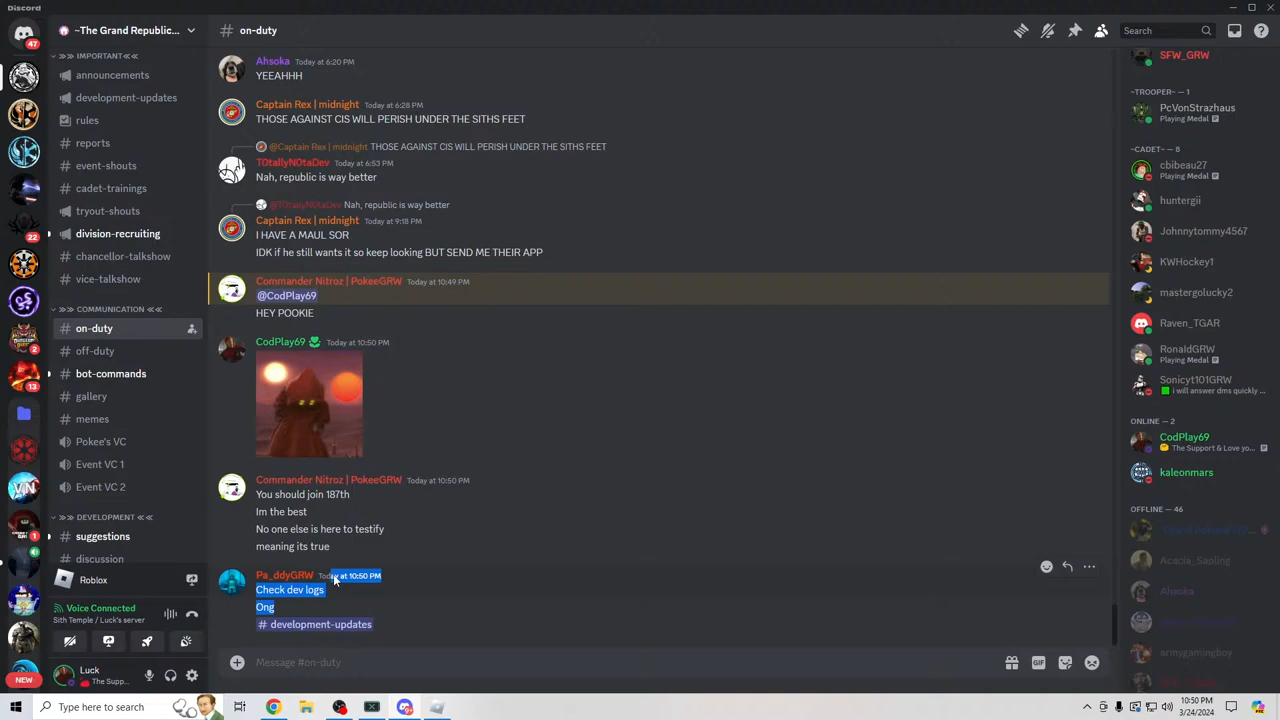 Discord
47
~The Grand Republic...
# on-duty
Search
>>> IMPORTANT <<<
announcements
development-updates
rules
reports
event-shouts
cadet-trainings
tryout-shouts
division-recruiting
chancellor-talkshow
vice-talkshow
22
>>> COMMUNICATION <<<
on-duty
off-duty
bot-commands
gallery
memes
Pokee's VC
Event VC 1
Event VC 2
2
13
>>> DEVELOPMENT <<<
suggestions
discussion
VN
1
Roblox
Voice Connected
Sith Temple / Luck's server
Luck
The Supp...
NEW
Ahsoka Today at 6:20 PM
YEEAHHH
Captain Rex | midnight Today at 6:28 PM
THOSE AGAINST CIS WILL PERISH UNDER THE SITHS FEET
@Captain Rex | midnight THOSE AGAINST CIS WILL PERISH UNDER THE SITHS FEET
T0tallyN0taDev Today at 6:53 PM
Nah, republic is way better
@T0tallyN0taDev Nah, republic is way better
Captain Rex | midnight Today at 9:18 PM
I HAVE A MAUL SOR
IDK if he still wants it so keep looking BUT SEND ME THEIR APP
Commander Nitroz | PokeeGRW Today at 10:49 PM
@CodPlay69
HEY POOKIE
CodPlay69 Today at 10:50 PM
Commander Nitroz | PokeeGRW Today at 10:50 PM
You should join 187th
Im the best
No one else is here to testify
meaning its true
Pa_ddyGRW Today at 10:50 PM
Check dev logs
Ong
# development-updates
Message #on-duty
GIF
SFW_GRW
~TROOPER~ — 1
PcVonStrazhaus
Playing Medal
~CADET~ — 8
cbibeau27
Playing Medal
huntergii
Johnnytommy4567
KWHockey1
mastergolucky2
Raven_TGAR
RonaldGRW
Playing Medal
Sonicyt101GRW
i will answer dms quickly ...
ONLINE — 2
CodPlay69
The Support & Love yo...
kaleonmars
OFFLINE — 46
Acacia_Sapling
Ahsoka
armygamingboy
Type here to search
10:50 PM
3/24/2024